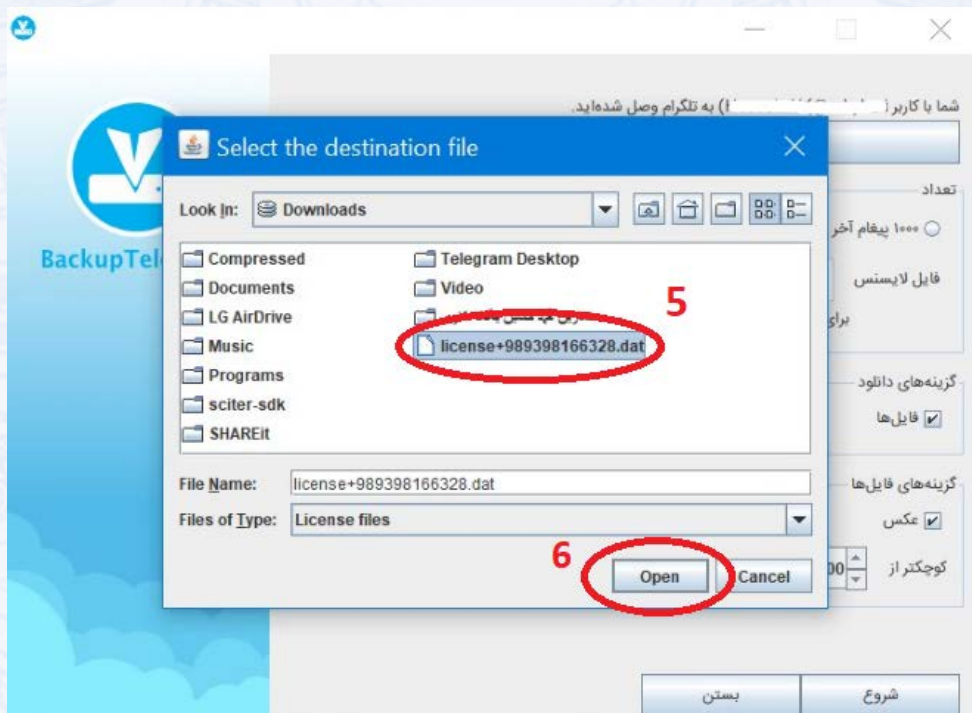 شما با کاربر ) به تلگرام وصل شده‌اید.
Select the destination file
Look In: Downloads
Compressed
Documents
LG AirDrive
Music
Programs
sciter-sdk
SHAREit
Telegram Desktop
Video
license+989398166328.dat
5
File Name: license+989398166328.dat
Files of Type: License files
6
Open Cancel
BackupTel
تعداد
۱۰۰۰ پیغام آخر
فایل لایسنس
برای
گزینه‌های دانلود
فایل‌ها
گزینه‌های فایل‌ها
عکس
کوچکتر از 00
شروع بستن